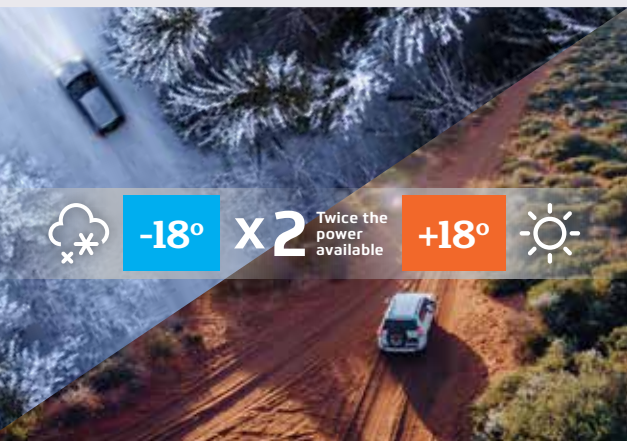 -18º
X2
Twice the
power
available
+18º